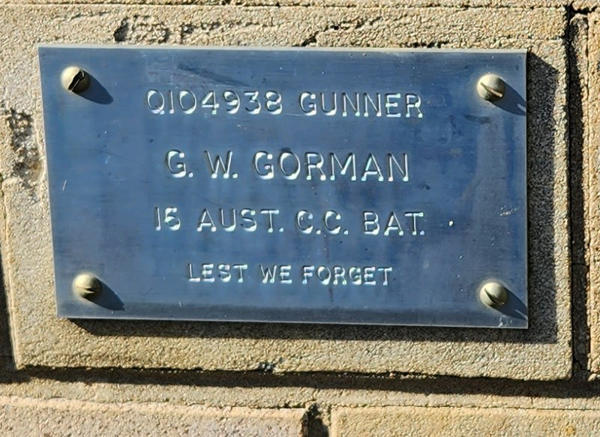 Q104938 GUNNER
G. W. GORMAN
15 AUST. C.C. BAT.
LEST WE FORGET